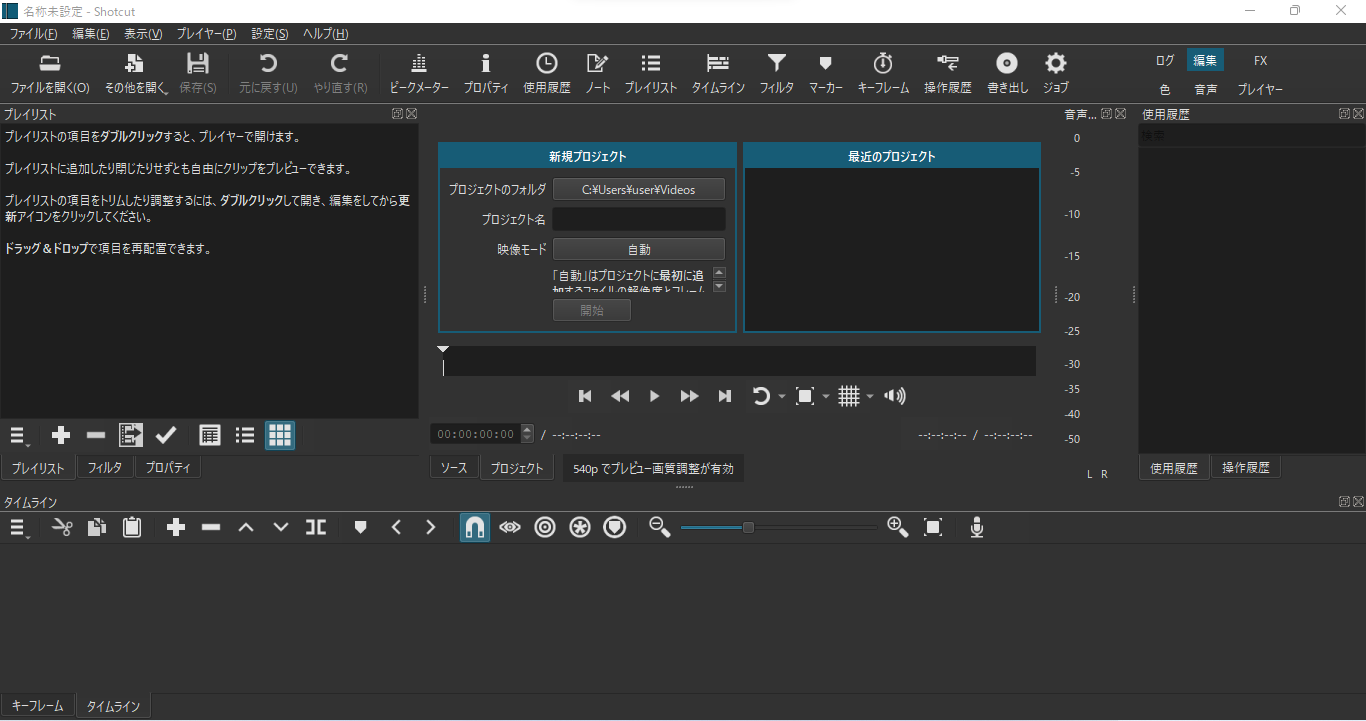 名称未設定 - Shotcut
ファイル(F) 編集(E) 表示(V) プレイヤー(P) 設定(S) ヘルプ(H)
ファイルを開く(O) その他を開く 保存(S) 元に戻す(U) やり直す(R) ピークメーター プロパティ 使用履歴 ノート プレイリスト タイムライン フィルタ マーカー キーフレーム 操作履歴 書き出し ジョブ
ログ 編集 FX
色 音声 プレイヤー
プレイリスト
プレイリストの項目をダブルクリックすると、プレイヤーで開けます。
プレイリストに追加したり閉じたりせずとも自由にクリップをプレビューできます。
プレイリストの項目をトリムしたり調整するには、ダブルクリックして開き、編集をしてから更
新アイコンをクリックしてください。
ドラッグ＆ドロップで項目を再配置できます。
プレイリスト フィルタ プロパティ
新規プロジェクト
プロジェクトのフォルダ C:¥Users¥user¥Videos
プロジェクト名
映像モード 自動
「自動」はプロジェクトに最初に追
加するファイルの解像度とフレーム
開始
最近のプロジェクト
00:00:00:00 / --:--:--:--
--:--:--:-- / --:--:--:--
ソース プロジェクト 540p でプレビュー画質調整が有効
音声...
0
-5
-10
-15
-20
-25
-30
-35
-40
-50
L R
使用履歴
検索
使用履歴 操作履歴
タイムライン
キーフレーム タイムライン